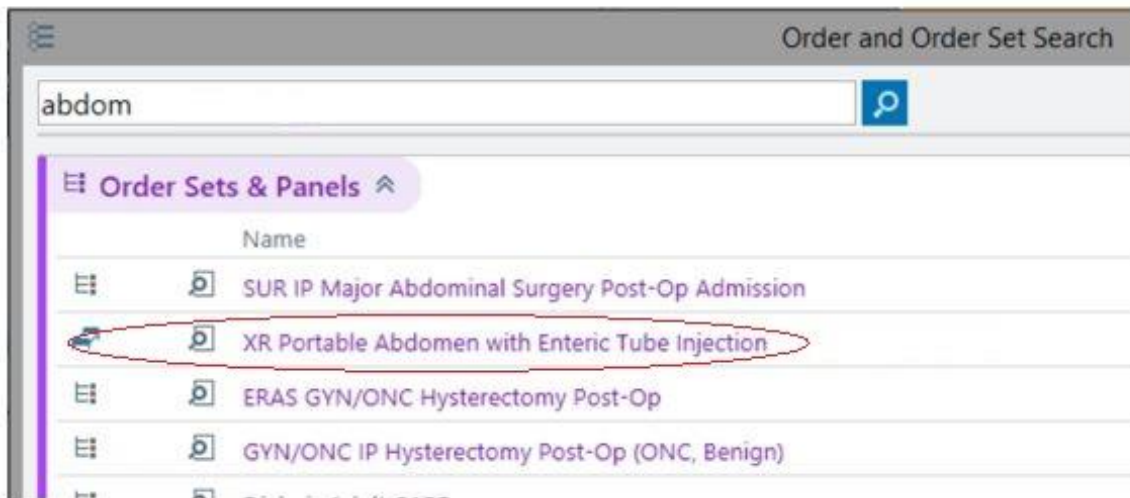 Order and Order Set Search
abdom
Order Sets & Panels
Name
SUR IP Major Abdominal Surgery Post-Op Admission
XR Portable Abdomen with Enteric Tube Injection
ERAS GYN/ONC Hysterectomy Post-Op
GYN/ONC IP Hysterectomy Post-Op (ONC, Benign)